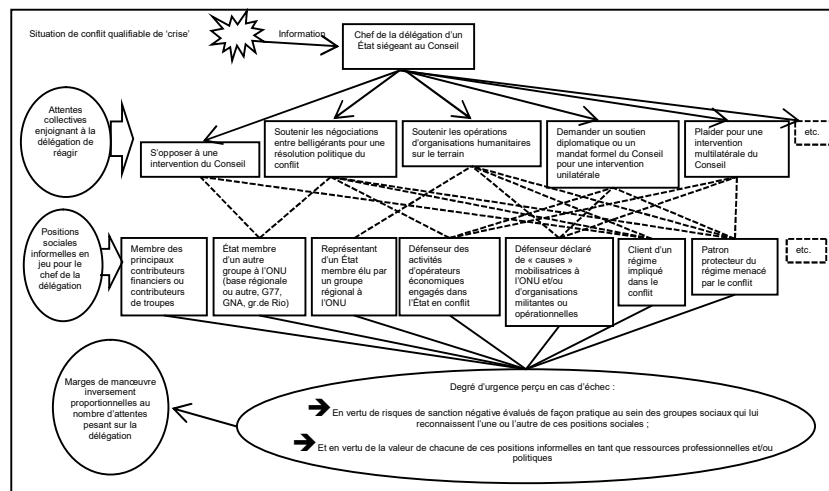 Situation de conflit qualifiable de ‘crise’
Information
Chef de la délégation d’un
État siégeant au Conseil
Attentes
collectives
enjoignant à la
délégation de
réagir
S’opposer à une
intervention du Conseil
Soutenir les négociations
entre belligérants pour une
résolution politique du
conflit
Soutenir les opérations
d’organisations humanitaires
sur le terrain
Demander un soutien
diplomatique ou un
mandat formel du Conseil
pour une intervention
unilatérale
Plaider pour une
intervention
multilatérale du
Conseil
etc.
Positions
sociales
informelles en
jeu pour le
chef de la
délégation
Membre des
principaux
contributeurs
financiers ou
contributeurs
de troupes
État membre
d’un autre
groupe à l’ONU
(base régionale
ou autre, G77,
GNA, gr.de Rio)
Représentant
d’un État
membre élu par
un groupe
régional à
l’ONU
Défenseur des
activités
d’opérateurs
économiques
engagés dans
l’État en conflit
Défenseur déclaré
de « causes »
mobilisatrices à
l’ONU et/ou
d’organisations
militantes ou
opérationnelles
Client d’un
régime
impliqué
dans le
conflit
Patron
protecteur du
régime menacé
par le conflit
etc.
Marges de manœuvre
inversement
proportionnelles au
nombre d’attentes
pesant sur la
délégation
Degré d’urgence perçu en cas d’échec :
En vertu de risques de sanction négative évalués de façon pratique au sein des groupes sociaux qui lui
reconnaissent l’une ou l’autre de ces positions sociales ;
Et en vertu de la valeur de chacune de ces positions informelles en tant que ressources professionnelles et/ou
politiques